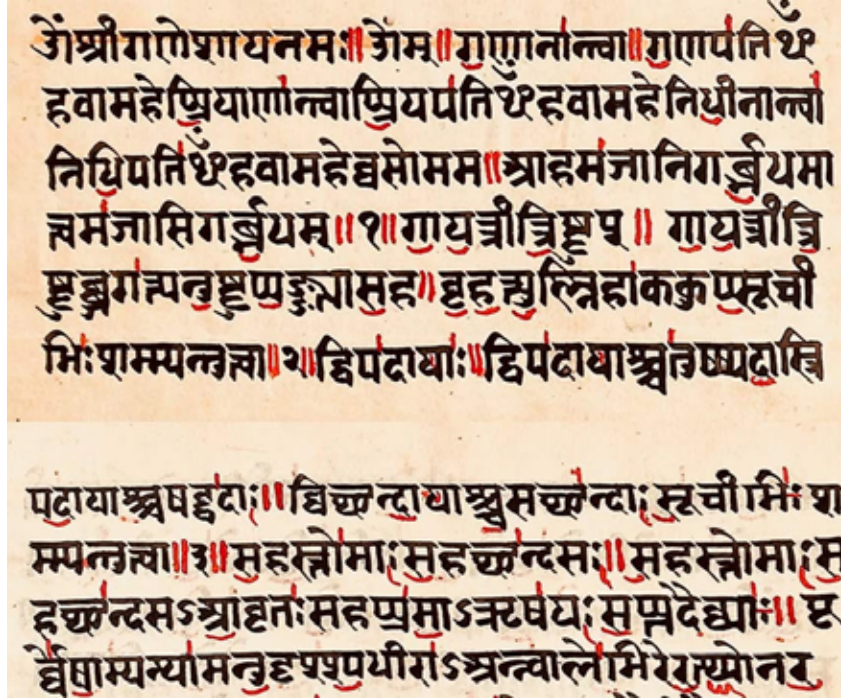 ॐश्रीगणेशायनमः॥ ॐम्॥गणानान्त्वा॥गणपतिᳪ
हवामहेप्प्रियाणान्त्वाप्प्रियपतिᳪहवामहेनिधीनान्त्वा
निधिपतिᳪहवामहेव्वसोमम॥आहमजानिगर्ब्भधमा
त्वमजासिगर्ब्भधम्॥१॥गायत्त्रीत्रिष्टुप्॥ गायत्त्रीत्रि
ष्टुब्जगत्यनुष्टुप्पङ्क्त्यासह॥बृहत्युष्णिहाककुप्सूची
भिः शम्म्यन्तुत्वा॥२॥द्विपदायाः॥द्विपदायाश्चतुष्पदास्त्रि
पदायाश्चषट्पदाः॥विच्छन्दायाश्चसच्छन्दाः सूचीभिः श
म्म्यन्तुत्वा॥३॥सहस्तोमाः सहच्छन्दसः॥सहस्तोमाः स
हच्छन्दसऽआवृतः सहप्प्रमाऽऋषयः सप्प्तदैव्याः॥ पू
र्व्वेषाम्पन्थामनुदृश्श्यधीराऽअन्वालेभिरेरत्थ्योनर